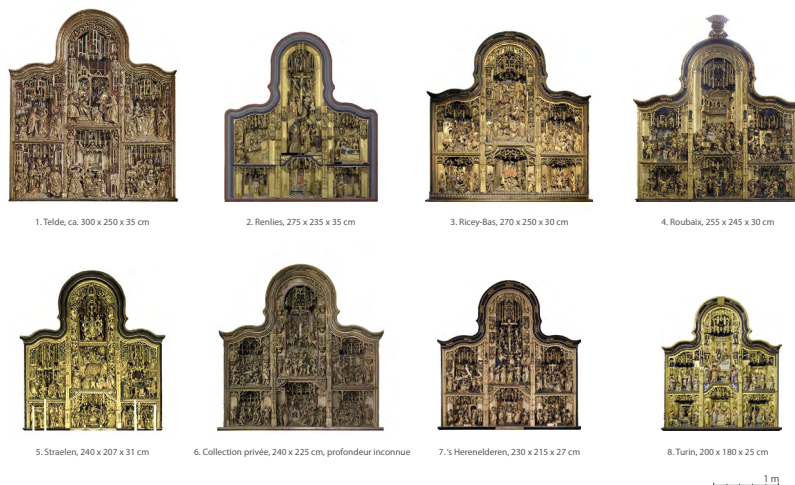 1. Telde, ca. 300 x 250 x 35 cm
2. Renlies, 275 x 235 x 35 cm
3. Ricey-Bas, 270 x 250 x 30 cm
4. Roubaix, 255 x 245 x 30 cm
5. Straelen, 240 x 207 x 31 cm
6. Collection privée, 240 x 225 cm, profondeur inconnue
7. 's Herenelderen, 230 x 215 x 27 cm
8. Turin, 200 x 180 x 25 cm
1 m